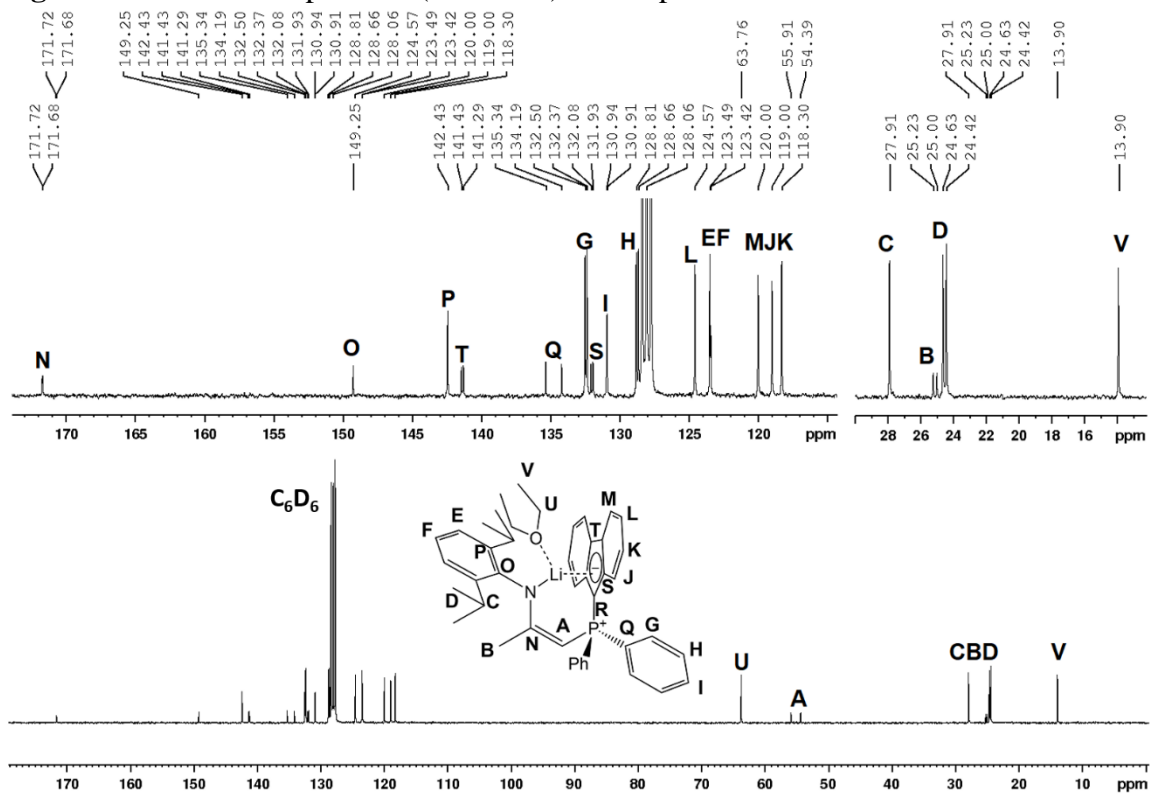 171.72
171.68
149.25
142.43
141.43
141.29
135.34
134.19
132.50
132.37
132.08
131.93
130.94
130.91
128.81
128.66
128.06
124.57
123.49
123.42
120.00
119.00
118.30
63.76
55.91
54.39
27.91
25.23
25.00
24.63
24.42
13.90
171.72
171.68
149.25
142.43
141.43
141.29
135.34
134.19
132.50
132.37
132.08
131.93
130.94
130.91
128.81
128.66
128.06
124.57
123.49
123.42
120.00
119.00
118.30
27.91
25.23
25.00
24.63
24.42
13.90
N O P T Q G S I H L EF MJK C B D V
170 165 160 155 150 145 140 135 130 125 120 ppm
28 26 24 22 20 18 16 ppm
C6D6
V
U
M
L
E
F
T
K
P
O
O
Li
−
J
S
N
D
C
R
A
P+
G
Q
H
B
N
Ph
I
U A CBD V
170 160 150 140 130 120 110 100 90 80 70 60 50 40 30 20 10 ppm